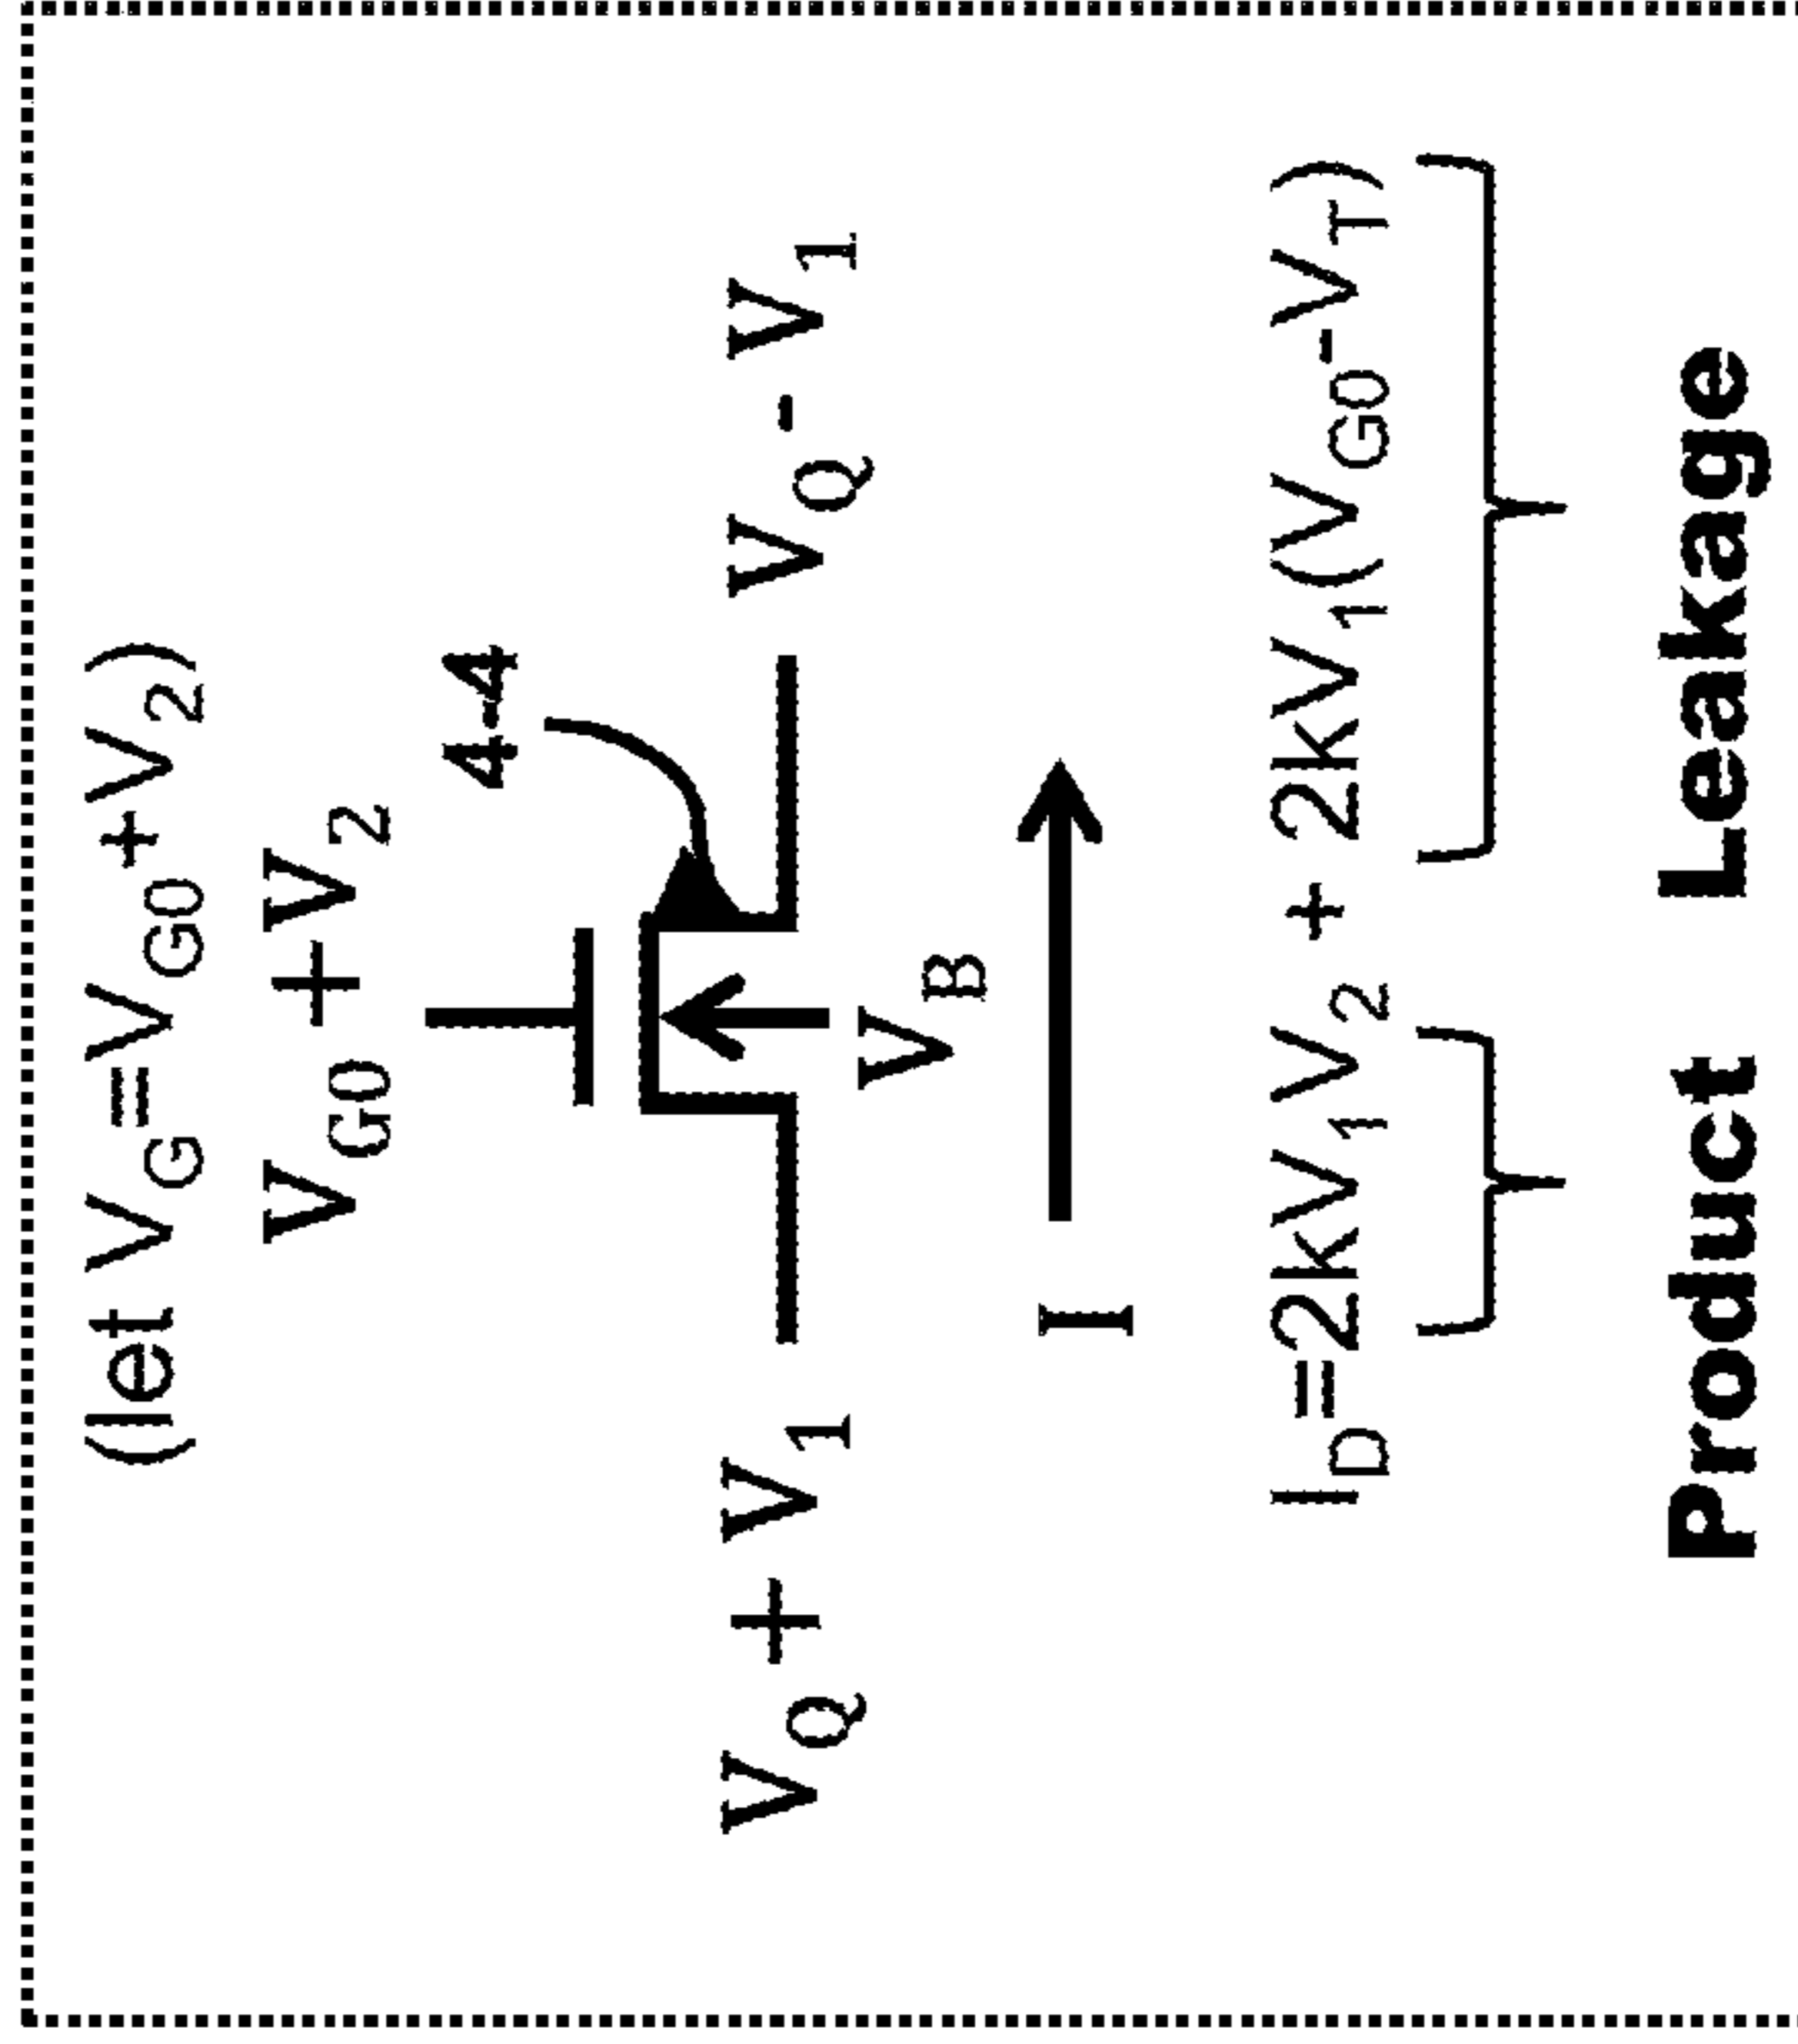 (let V_G=V_G0+V_2)
V_G0+V_2
4-4
V_Q+V_1
V_Q-V_1
V_B
I
I_D=2kV_1V_2 + 2kV_1(V_G0-V_T)
Product Leakage